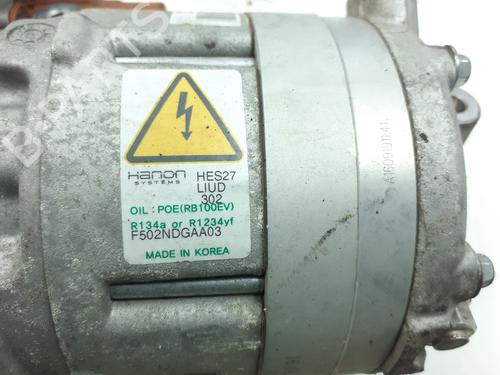 Hanon
SYSTEMS
HES27
LIUD
302
OIL : POE(RB100EV)
R134a or R1234yf
F502NDGAA03
MADE IN KOREA